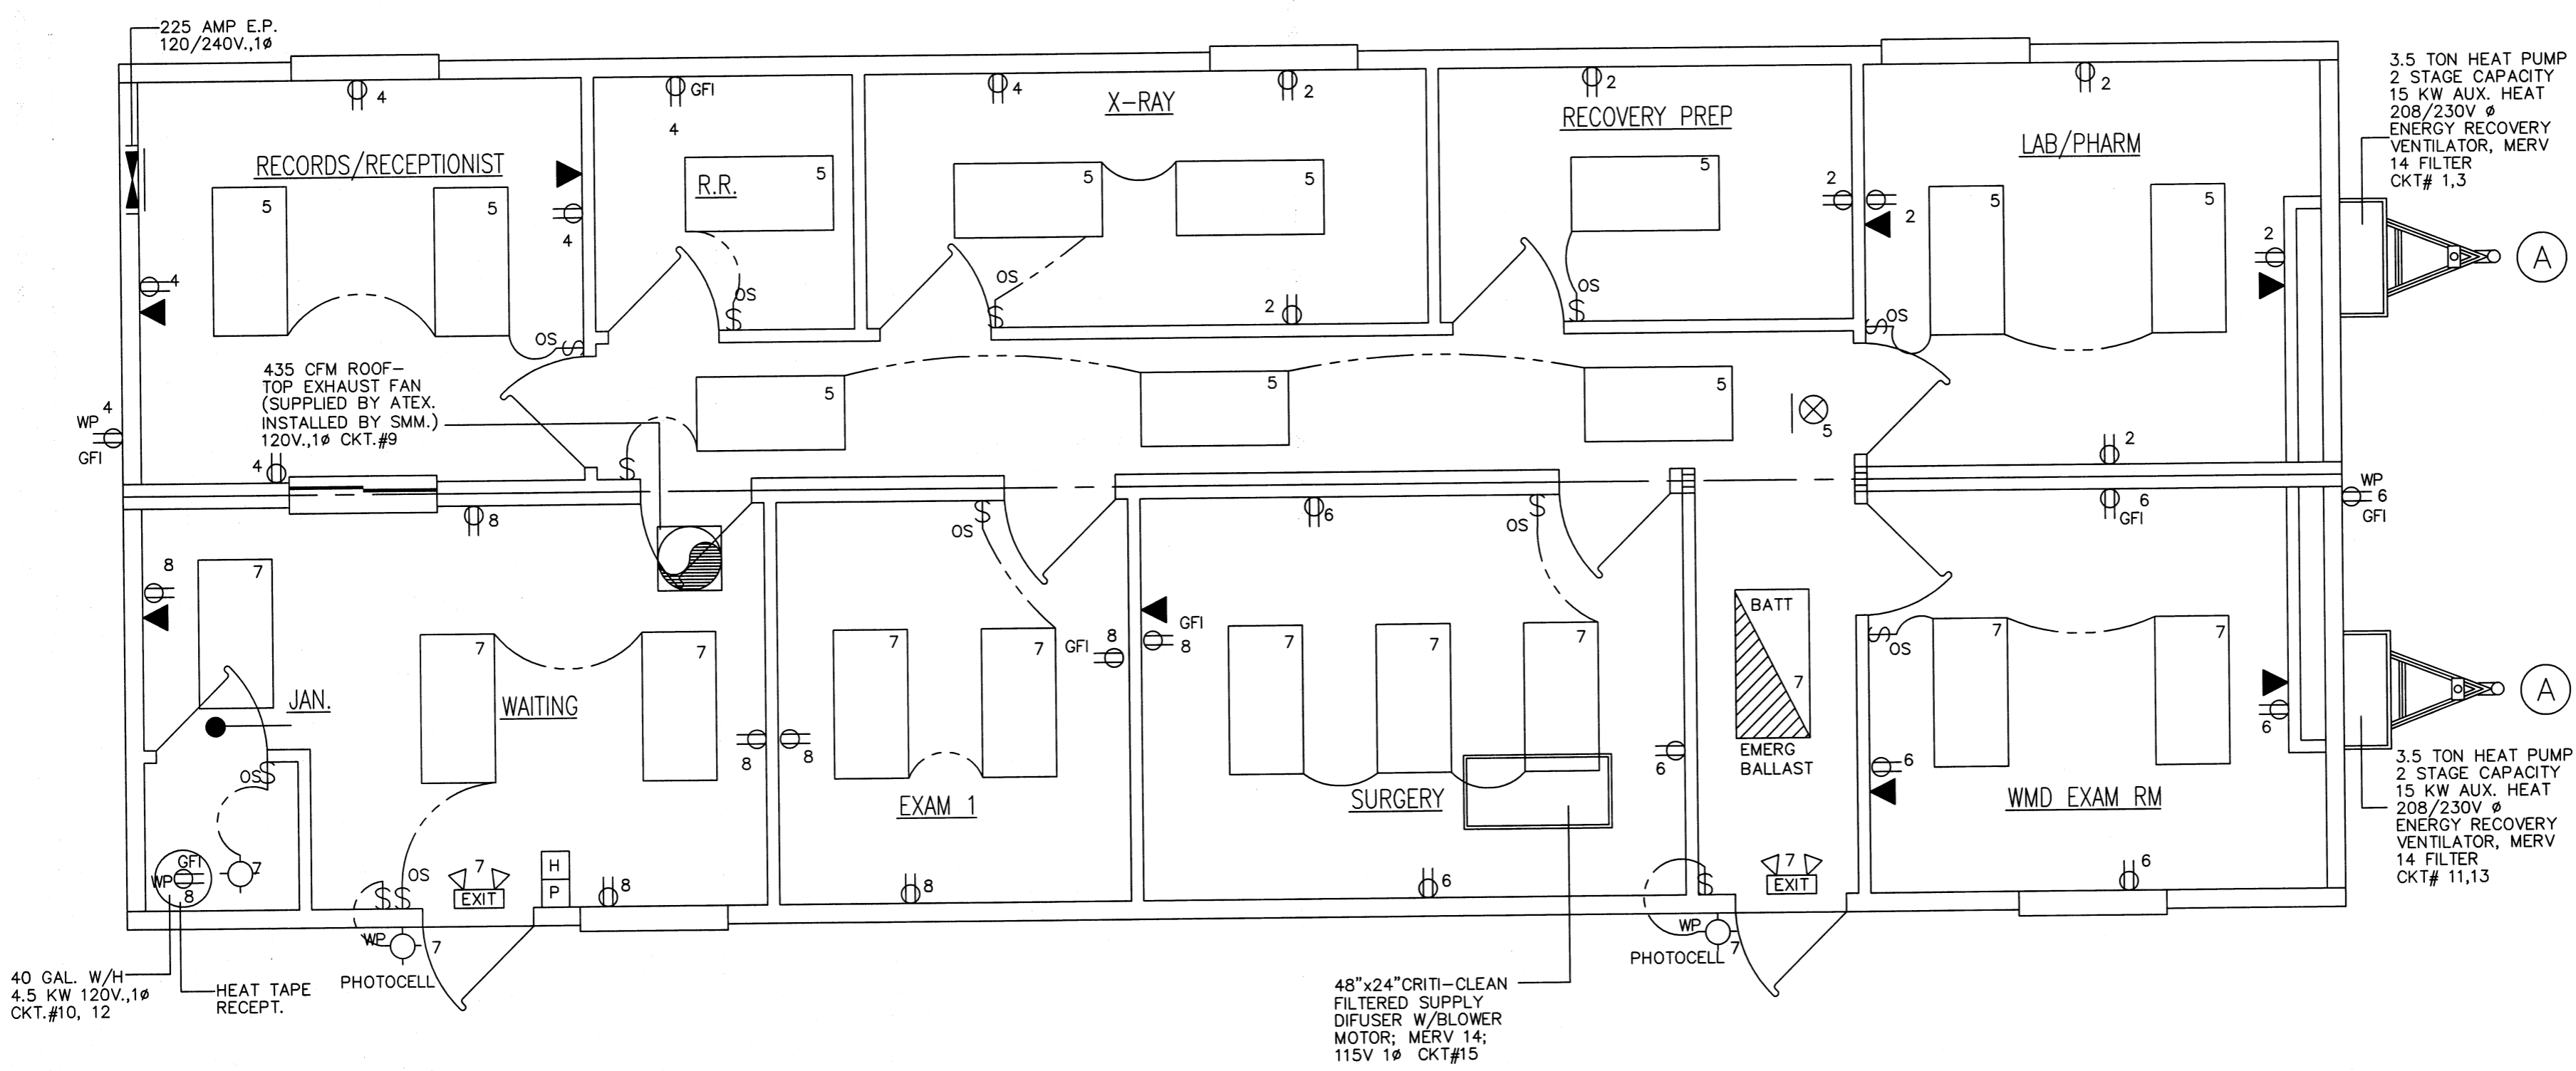 225 AMP E.P.
120/240V.,1ø
4
GFI
4
4
2
X-RAY
2
RECOVERY PREP
2
LAB/PHARM
3.5 TON HEAT PUMP
2 STAGE CAPACITY
15 KW AUX. HEAT
208/230V ø
ENERGY RECOVERY
VENTILATOR, MERV
14 FILTER
CKT# 1,3
RECORDS/RECEPTIONIST
5
5
4
R.R.
5
5
5
5
2
2
5
5
2
A
4
OS
OS
OS
2
OS
OS
435 CFM ROOF-
TOP EXHAUST FAN
(SUPPLIED BY ATEX.
INSTALLED BY SMM.)
120V.,1ø CKT.#9
WP
4
GFI
4
$
$
$
$
$
$
5
5
5
5
2
8
8
7
JAN.
7
WAITING
7
8
$
OS
7
7
EXAM 1
GFI
8
8
6
$
OS
GFI
8
7
7
7
SURGERY
6
BATT
7
EMERG
BALLAST
6
GFI
WP
6
GFI
$
OS
7
7
WMD EXAM RM
6
6
A
3.5 TON HEAT PUMP
2 STAGE CAPACITY
15 KW AUX. HEAT
208/230V ø
ENERGY RECOVERY
VENTILATOR, MERV
14 FILTER
CKT# 11,13
OS
$
GFI
WP
8
7
$$
OS
7
EXIT
H
P
8
8
6
$
7
EXIT
6
WP
7
PHOTOCELL
WP
7
PHOTOCELL
40 GAL. W/H
4.5 KW 120V.,1ø
CKT.#10, 12
HEAT TAPE
RECEPT.
48"x24"CRITI-CLEAN
FILTERED SUPPLY
DIFUSER W/BLOWER
MOTOR; MERV 14;
115V 1ø CKT#15